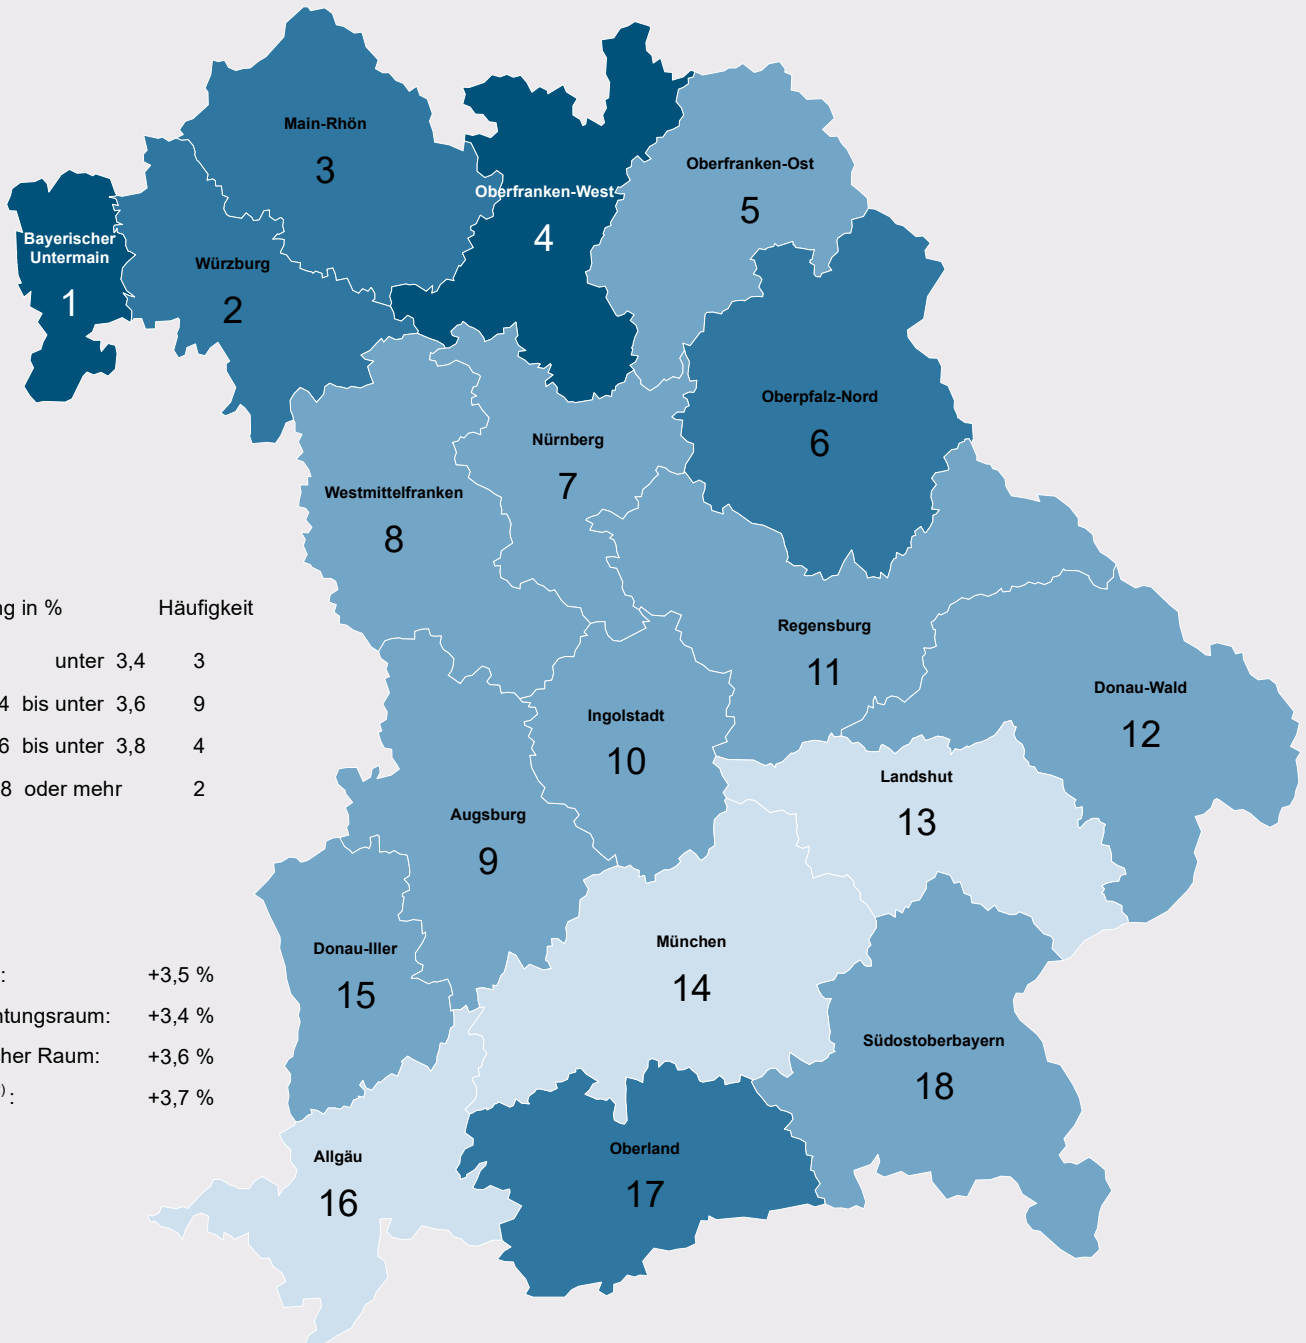 Main-Rhön
3
Oberfranken-Ost
5
Oberfranken-West
4
Bayerischer
Untermain
1
Würzburg
2
Oberpfalz-Nord
6
Nürnberg
7
Westmittelfranken
8
ng in % Häufigkeit
unter 3,4 3
4 bis unter 3,6 9
6 bis unter 3,8 4
8 oder mehr 2
Regensburg
11
Donau-Wald
12
Ingolstadt
10
Landshut
13
Augsburg
9
München
14
Donau-Iller
15
: +3,5 %
htungsraum: +3,4 %
cher Raum: +3,6 %
) : +3,7 %
Südostoberbayern
18
Oberland
17
Allgäu
16